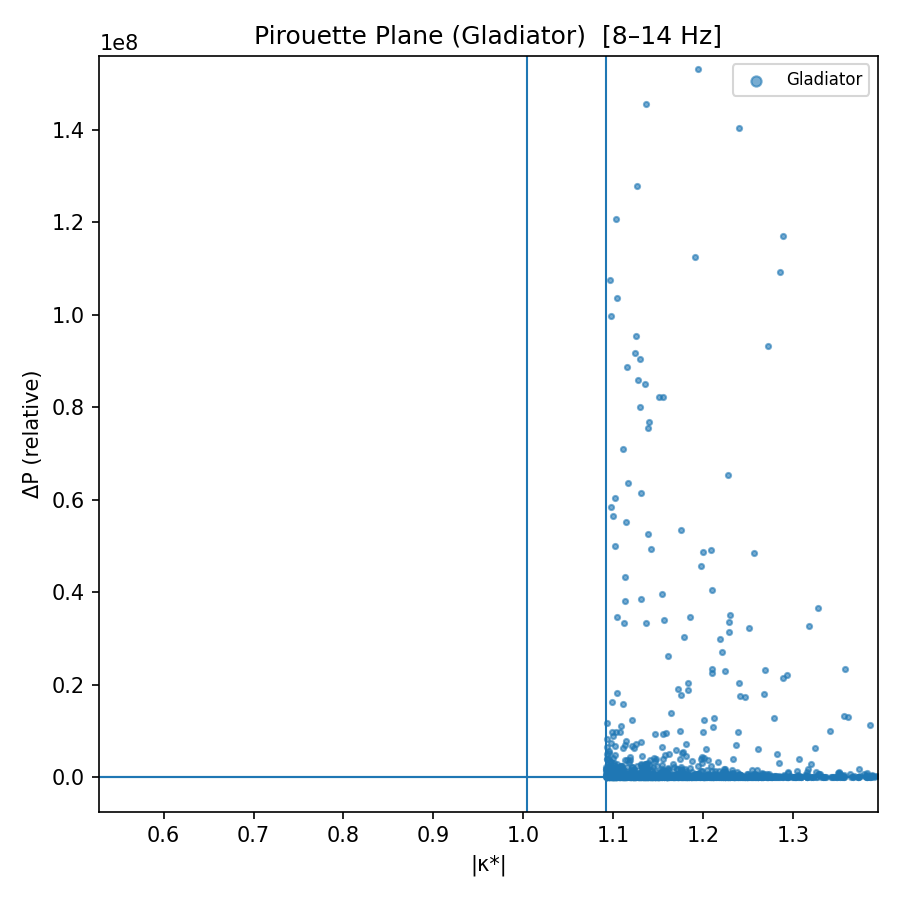 Pirouette Plane (Gladiator)  [8–14 Hz]
1e8
Gladiator
1.4
1.2
1.0
0.8
0.6
0.4
0.2
0.0
ΔP (relative)
0.6 0.7 0.8 0.9 1.0 1.1 1.2 1.3
|κ*|